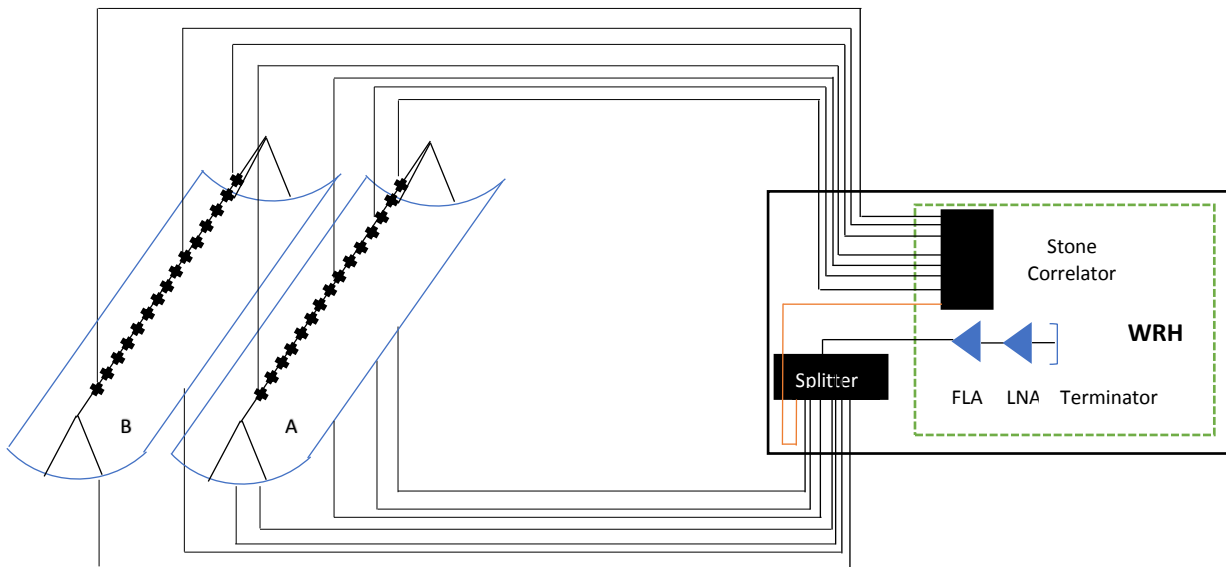 Stone
Correlator
WRH
Splitter
FLA
LNA
Terminator
B
A